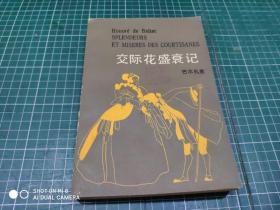 Honoré de Balzac
SPLENDEURS
ET MISERES DES COURTISANES
交际花盛衰记
巴尔扎克
SHOT ON MI 8
AI DUAL CAMERA